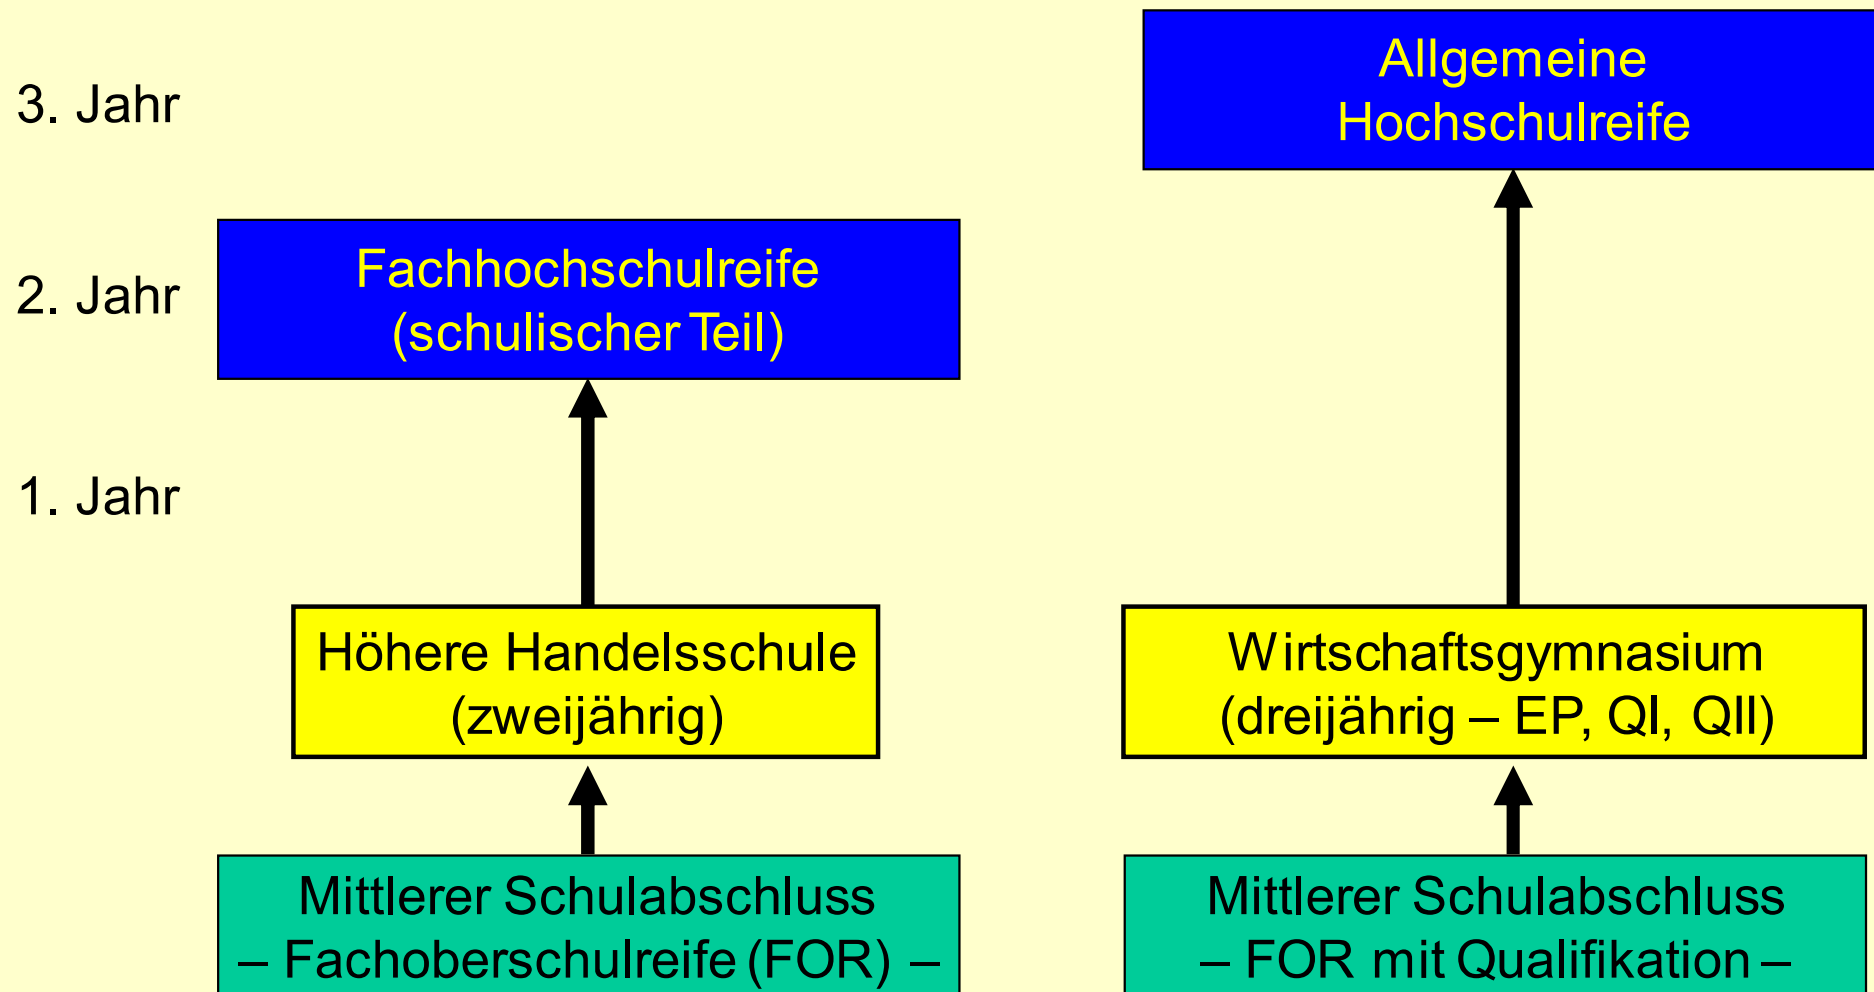 3. Jahr
Allgemeine
Hochschulreife
2. Jahr
Fachhochschulreife
(schulischer Teil)
1. Jahr
Höhere Handelsschule
(zweijährig)
Wirtschaftsgymnasium
(dreijährig – EP, QI, QII)
Mittlerer Schulabschluss
– Fachoberschulreife (FOR) –
Mittlerer Schulabschluss
– FOR mit Qualifikation –